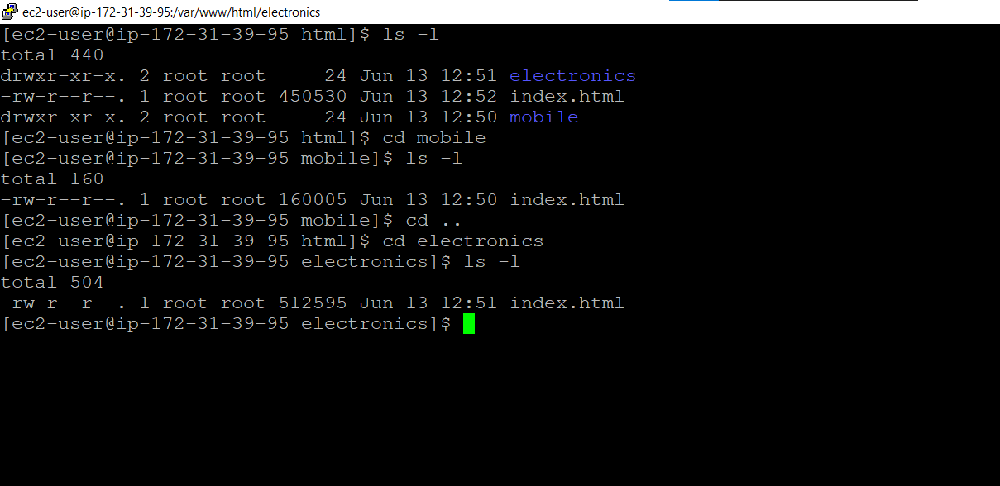 ec2-user@ip-172-31-39-95:/var/www/html/electronics
[ec2-user@ip-172-31-39-95 html]$ ls -l
total 440
drwxr-xr-x. 2 root root     24 Jun 13 12:51 electronics
-rw-r--r--. 1 root root 450530 Jun 13 12:52 index.html
drwxr-xr-x. 2 root root     24 Jun 13 12:50 mobile
[ec2-user@ip-172-31-39-95 html]$ cd mobile
[ec2-user@ip-172-31-39-95 mobile]$ ls -l
total 160
-rw-r--r--. 1 root root 160005 Jun 13 12:50 index.html
[ec2-user@ip-172-31-39-95 mobile]$ cd ..
[ec2-user@ip-172-31-39-95 html]$ cd electronics
[ec2-user@ip-172-31-39-95 electronics]$ ls -l
total 504
-rw-r--r--. 1 root root 512595 Jun 13 12:51 index.html
[ec2-user@ip-172-31-39-95 electronics]$